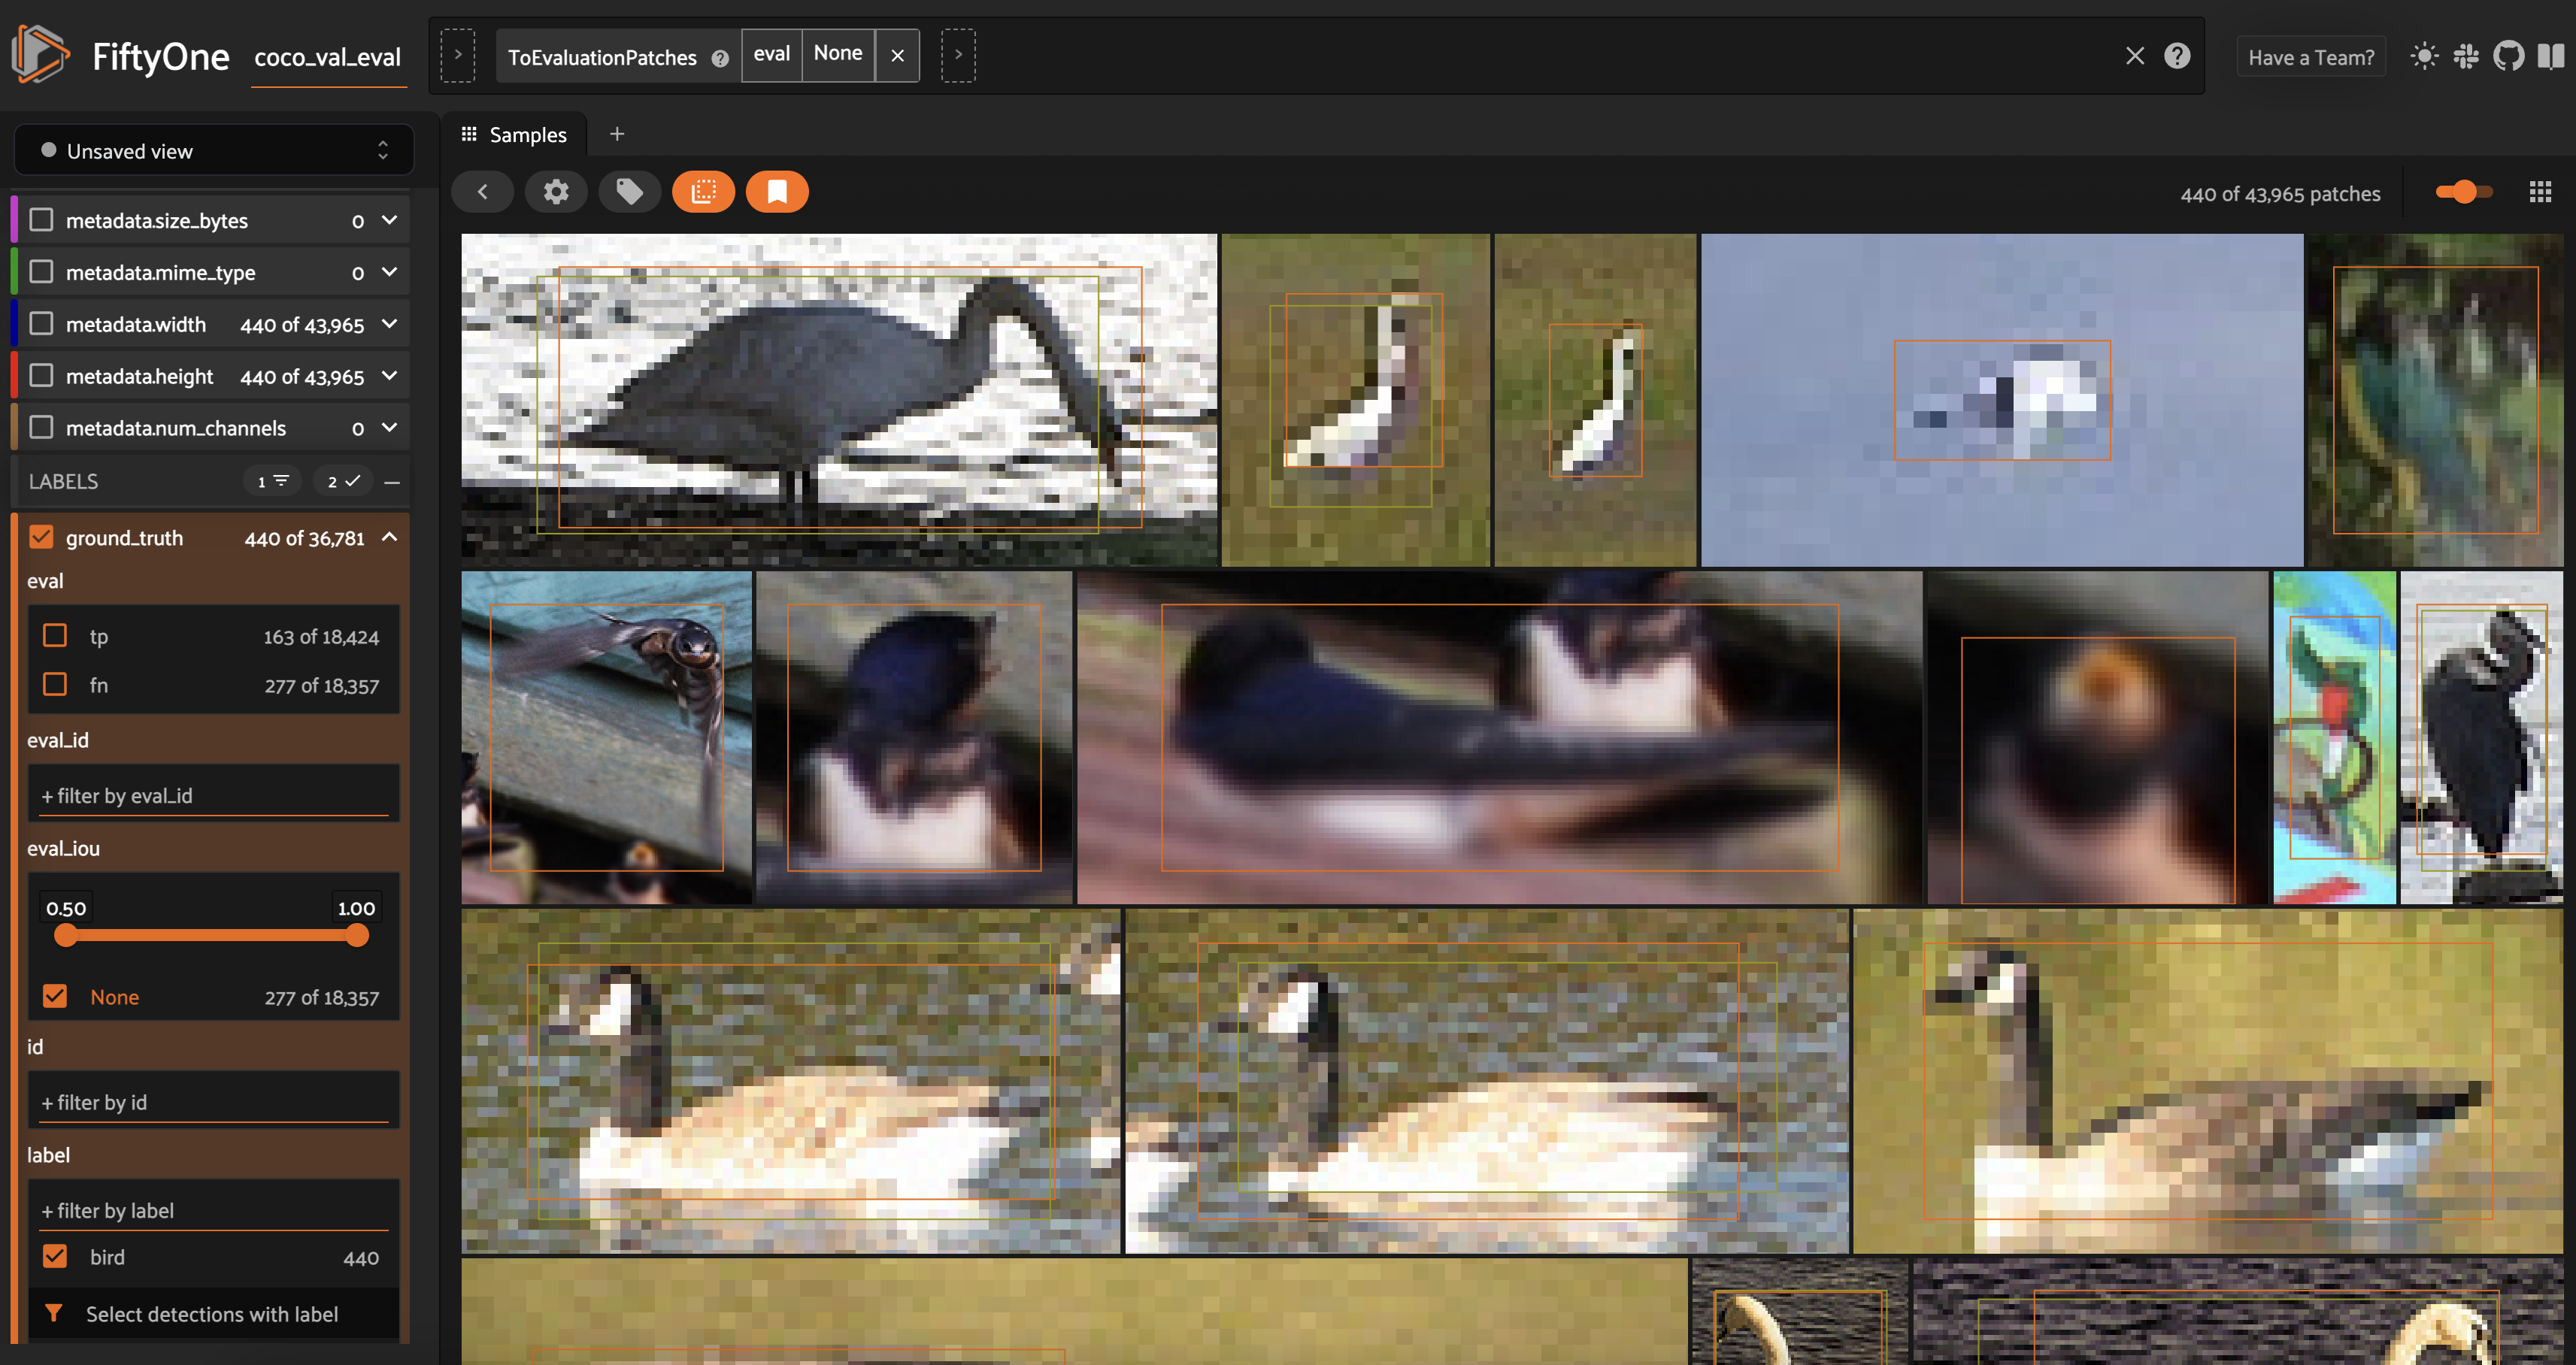 FiftyOne coco_val_eval ToEvaluationPatches ? eval None × ? Have a Team?
Unsaved view
Samples +
440 of 43,965 patches
metadata.size_bytes 0
metadata.mime_type 0
metadata.width 440 of 43,965
metadata.height 440 of 43,965
metadata.num_channels 0
LABELS 1 2
ground_truth 440 of 36,781
eval
tp 163 of 18,424
fn 277 of 18,357
eval_id
+ filter by eval_id
eval_iou
0.50 1.00
None 277 of 18,357
id
+ filter by id
label
+ filter by label
bird 440
Select detections with label